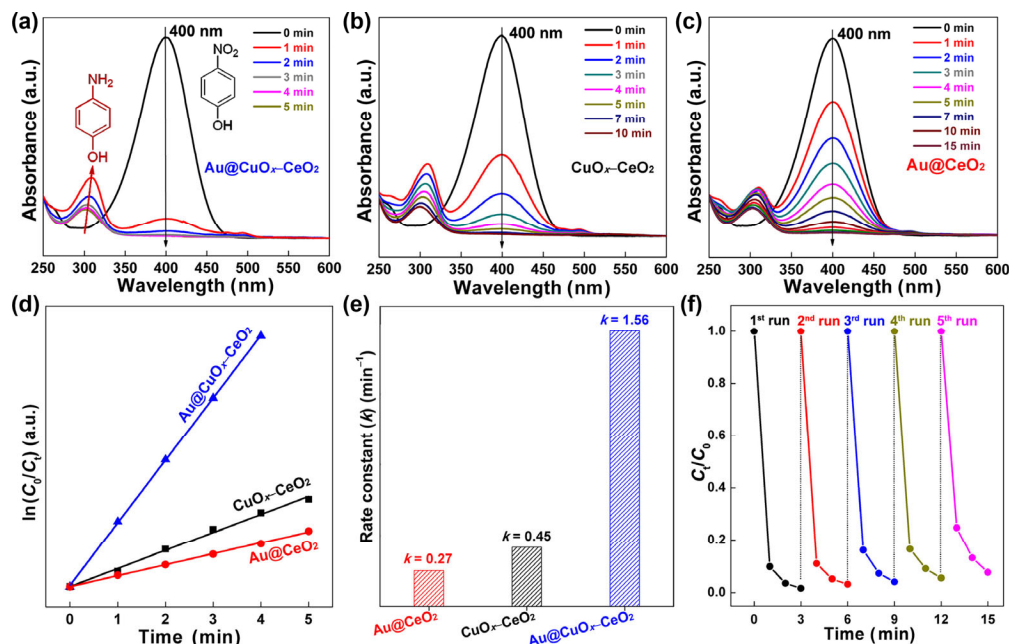 (a)
400 nm
NO₂
OH
NH₂
OH
0 min
1 min
2 min
3 min
4 min
5 min
Au@CuOₓ–CeO₂
Absorbance (a.u.)
250 300 350 400 450 500 550 600
Wavelength (nm)
(b)
400 nm
0 min
1 min
2 min
3 min
4 min
5 min
7 min
10 min
CuOₓ–CeO₂
Absorbance (a.u.)
250 300 350 400 450 500 550 600
Wavelength (nm)
(c)
400 nm
0 min
1 min
2 min
3 min
4 min
5 min
7 min
10 min
15 min
Au@CeO₂
Absorbance (a.u.)
250 300 350 400 450 500 550 600
Wavelength (nm)
(d)
Au@CuOₓ–CeO₂
CuOₓ–CeO₂
Au@CeO₂
ln(C₀/Cₜ) (a.u.)
0 1 2 3 4 5
Time (min)
(e)
k = 1.56
k = 0.45
k = 0.27
Rate constant (k) (min⁻¹)
Au@CeO₂
CuOₓ–CeO₂
Au@CuOₓ–CeO₂
(f)
1ˢᵗ run 2ⁿᵈ run 3ʳᵈ run 4ᵗʰ run 5ᵗʰ run
1.0
0.8
0.6
0.4
0.2
0.0
Cₜ/C₀
0 3 6 9 12 15
Time (min)